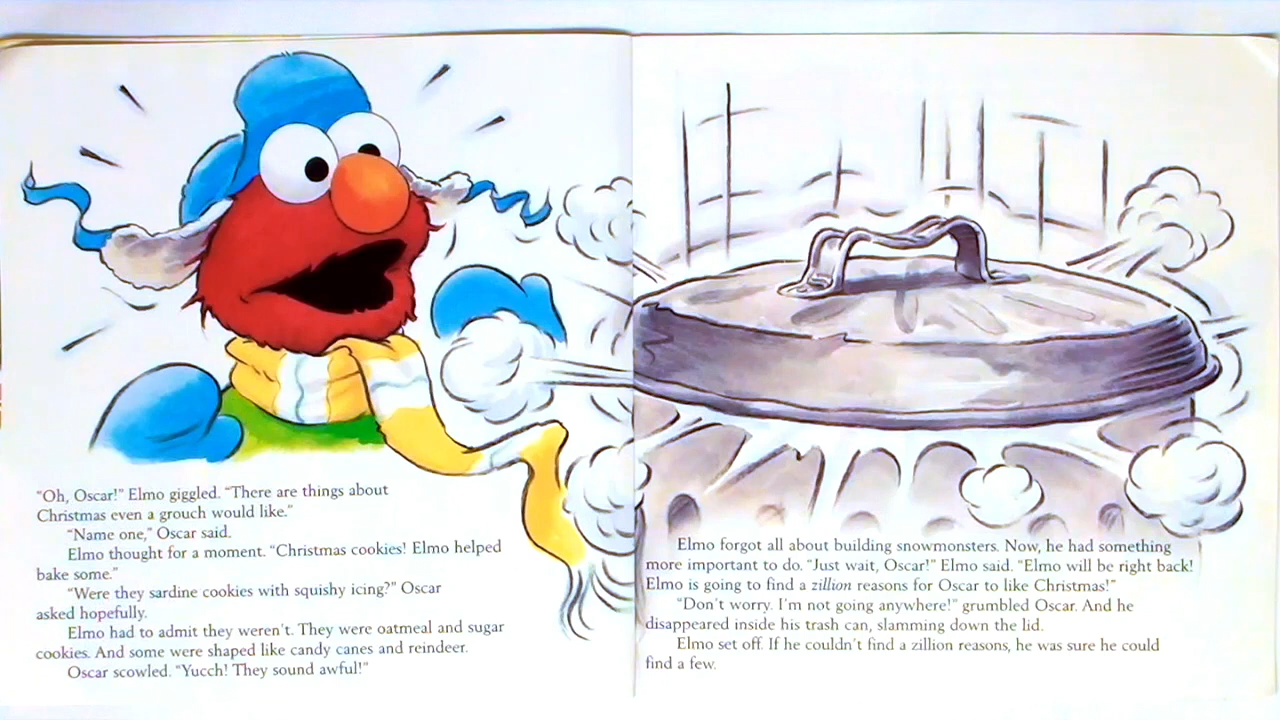 “Oh, Oscar!” Elmo giggled. “There are things about
Christmas even a grouch would like.”
“Name one,” Oscar said.
Elmo thought for a moment. “Christmas cookies! Elmo helped
bake some.”
“Were they sardine cookies with squishy icing?” Oscar
asked hopefully.
Elmo had to admit they weren’t. They were oatmeal and sugar
cookies. And some were shaped like candy canes and reindeer.
Oscar scowled. “Yucch! They sound awful!”
Elmo forgot all about building snowmonsters. Now, he had something
more important to do. “Just wait, Oscar!” Elmo said. “Elmo will be right back!
Elmo is going to find a zillion reasons for Oscar to like Christmas!”
“Don’t worry. I’m not going anywhere!” grumbled Oscar. And he
disappeared inside his trash can, slamming down the lid.
Elmo set off. If he couldn’t find a zillion reasons, he was sure he could
find a few.